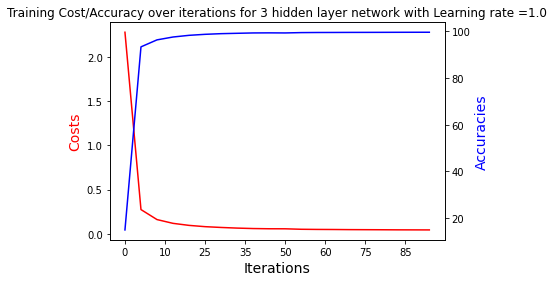 Training Cost/Accuracy over iterations for 3 hidden layer network with Learning rate =1.0
Costs
2.0
1.5
1.0
0.5
0.0
100
80
60
40
20
Accuracies
0 10 25 35 50 60 75 85
Iterations